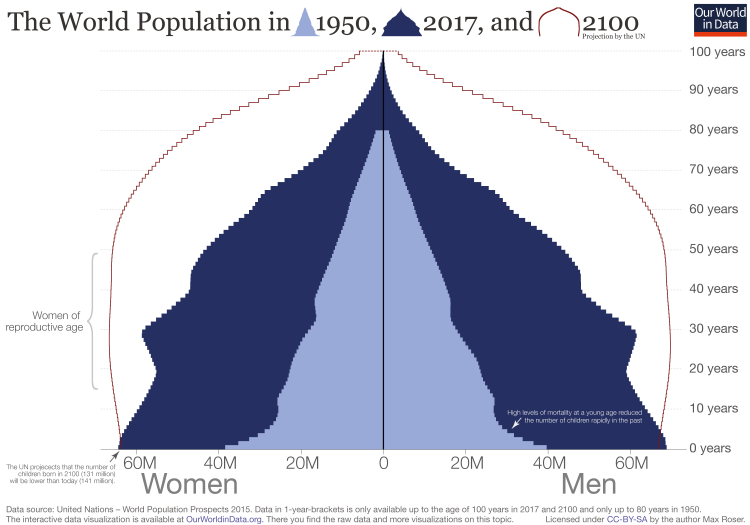 The World Population in 1950, 2017, and 2100
Projection by the UN
Our World
in Data
100 years
90 years
80 years
70 years
60 years
50 years
40 years
Women of
reproductive age
30 years
20 years
10 years
High levels of mortality at a young age reduced
the number of children rapidly in the past
0 years
60M 40M 20M 0 20M 40M 60M
The UN projecects that the number of
children born in 2100 (131 million)
will be lower than today (141 million).
Women Men
Data source: United Nations – World Population Prospects 2015. Data in 1-year-brackets is only available up to the age of 100 years in 2017 and 2100 and only up to 80 years in 1950.
The interactive data visualization is available at OurWorldinData.org. There you find the raw data and more visualizations on this topic. Licensed under CC-BY-SA by the author Max Roser.